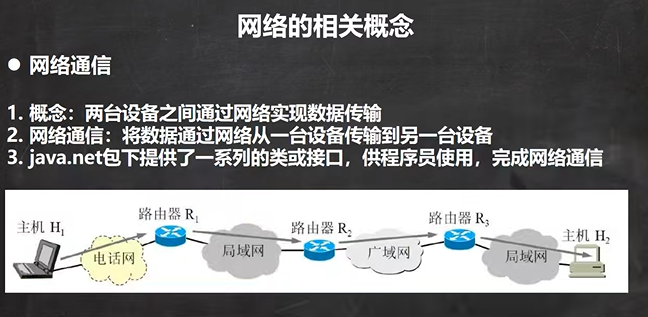 网络的相关概念
● 网络通信
1. 概念：两台设备之间通过网络实现数据传输
2. 网络通信：将数据通过网络从一台设备传输到另一台设备
3. java.net包下提供了一系列的类或接口，供程序员使用，完成网络通信
主机 H1
电话网
路由器 R1
局域网
路由器 R2
广域网
路由器 R3
局域网
主机 H2